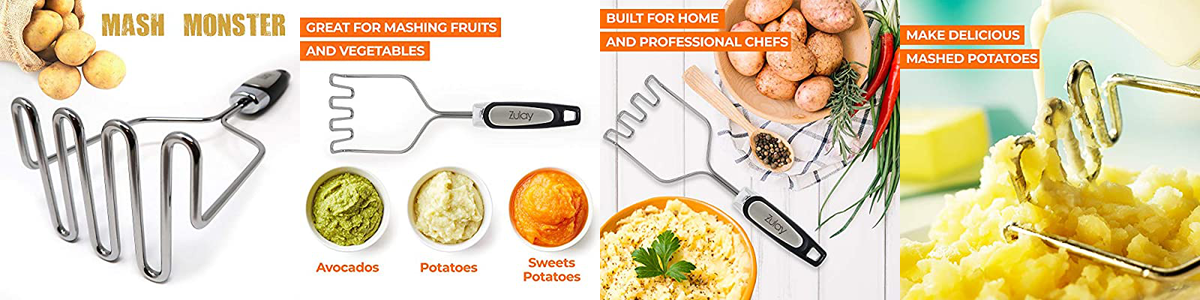 MASH MONSTER
GREAT FOR MASHING FRUITS
AND VEGETABLES
Zulay
Avocados
Potatoes
Sweets
Potatoes
BUILT FOR HOME
AND PROFESSIONAL CHEFS
Zulay
MAKE DELICIOUS
MASHED POTATOES